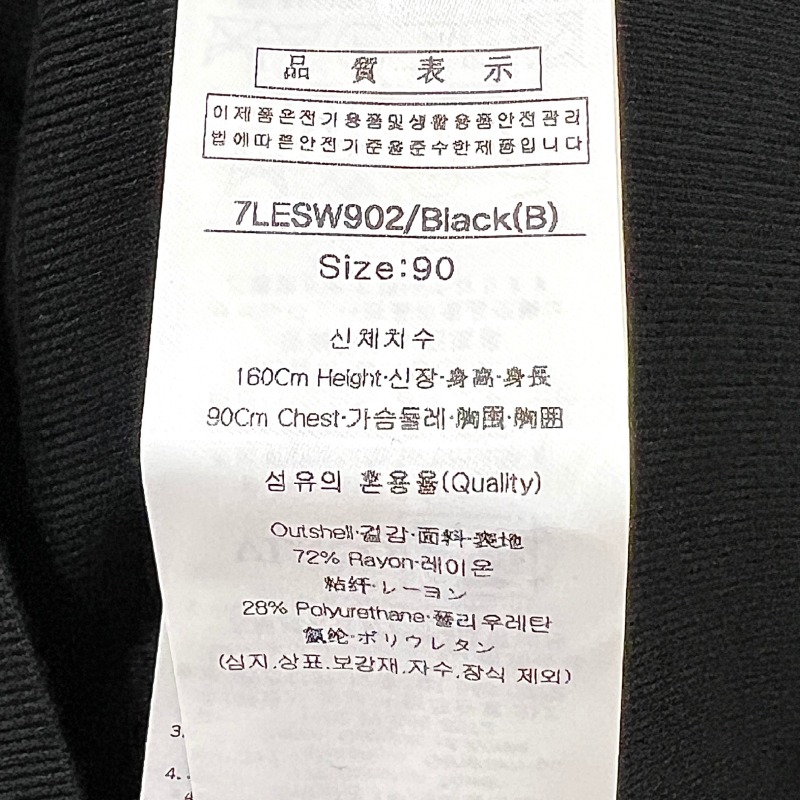 品質表示
이제품은전기용품및생활용품안전관리
법에따른안전기준을준수한제품입니다
7LESW902/Black(B)
Size:90
신체치수
160Cm Height·신장·身高·身長
90Cm Chest·가슴둘레·胸围·胸囲
섬유의 혼용율(Quality)
Outshell·겉감·面料·表地
72% Rayon·레이온
粘纤·レーヨン
28% Polyurethane·폴리우레탄
氨纶·ポリウレタン
(심지.상표.보강재.자수.장식 제외)
3.
4.
4